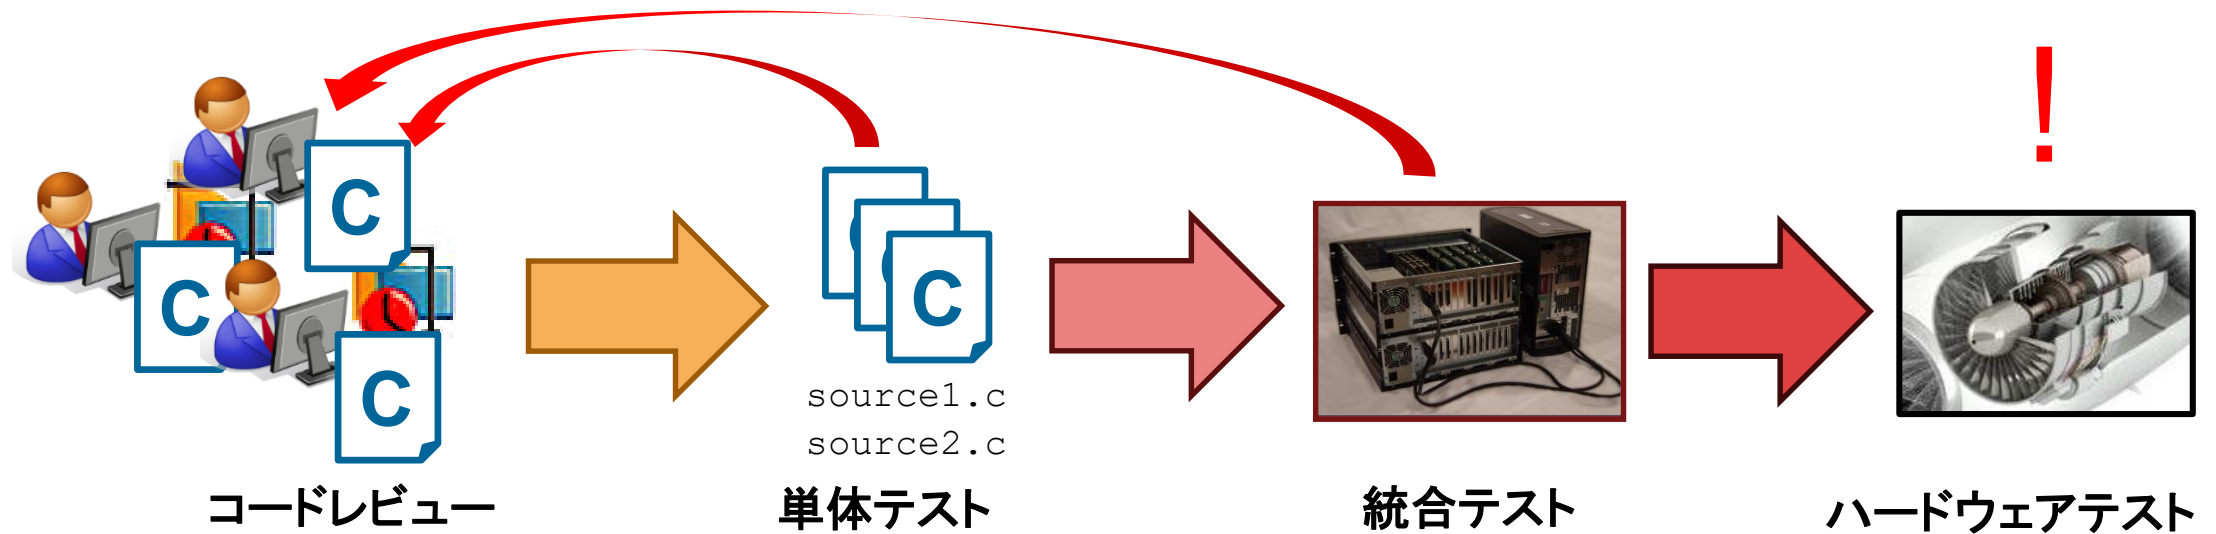 !
C
C
C
C
source1.c
source2.c
コードレビュー
単体テスト
統合テスト
ハードウェアテスト